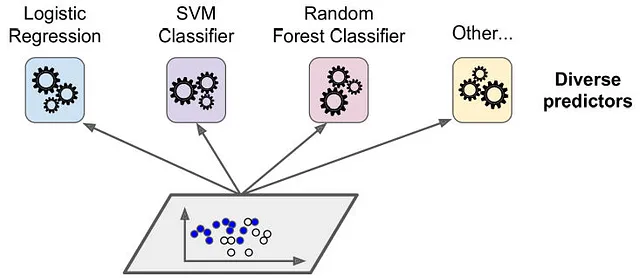 Logistic
Regression
SVM
Classifier
Random
Forest Classifier
Other...
Diverse
predictors